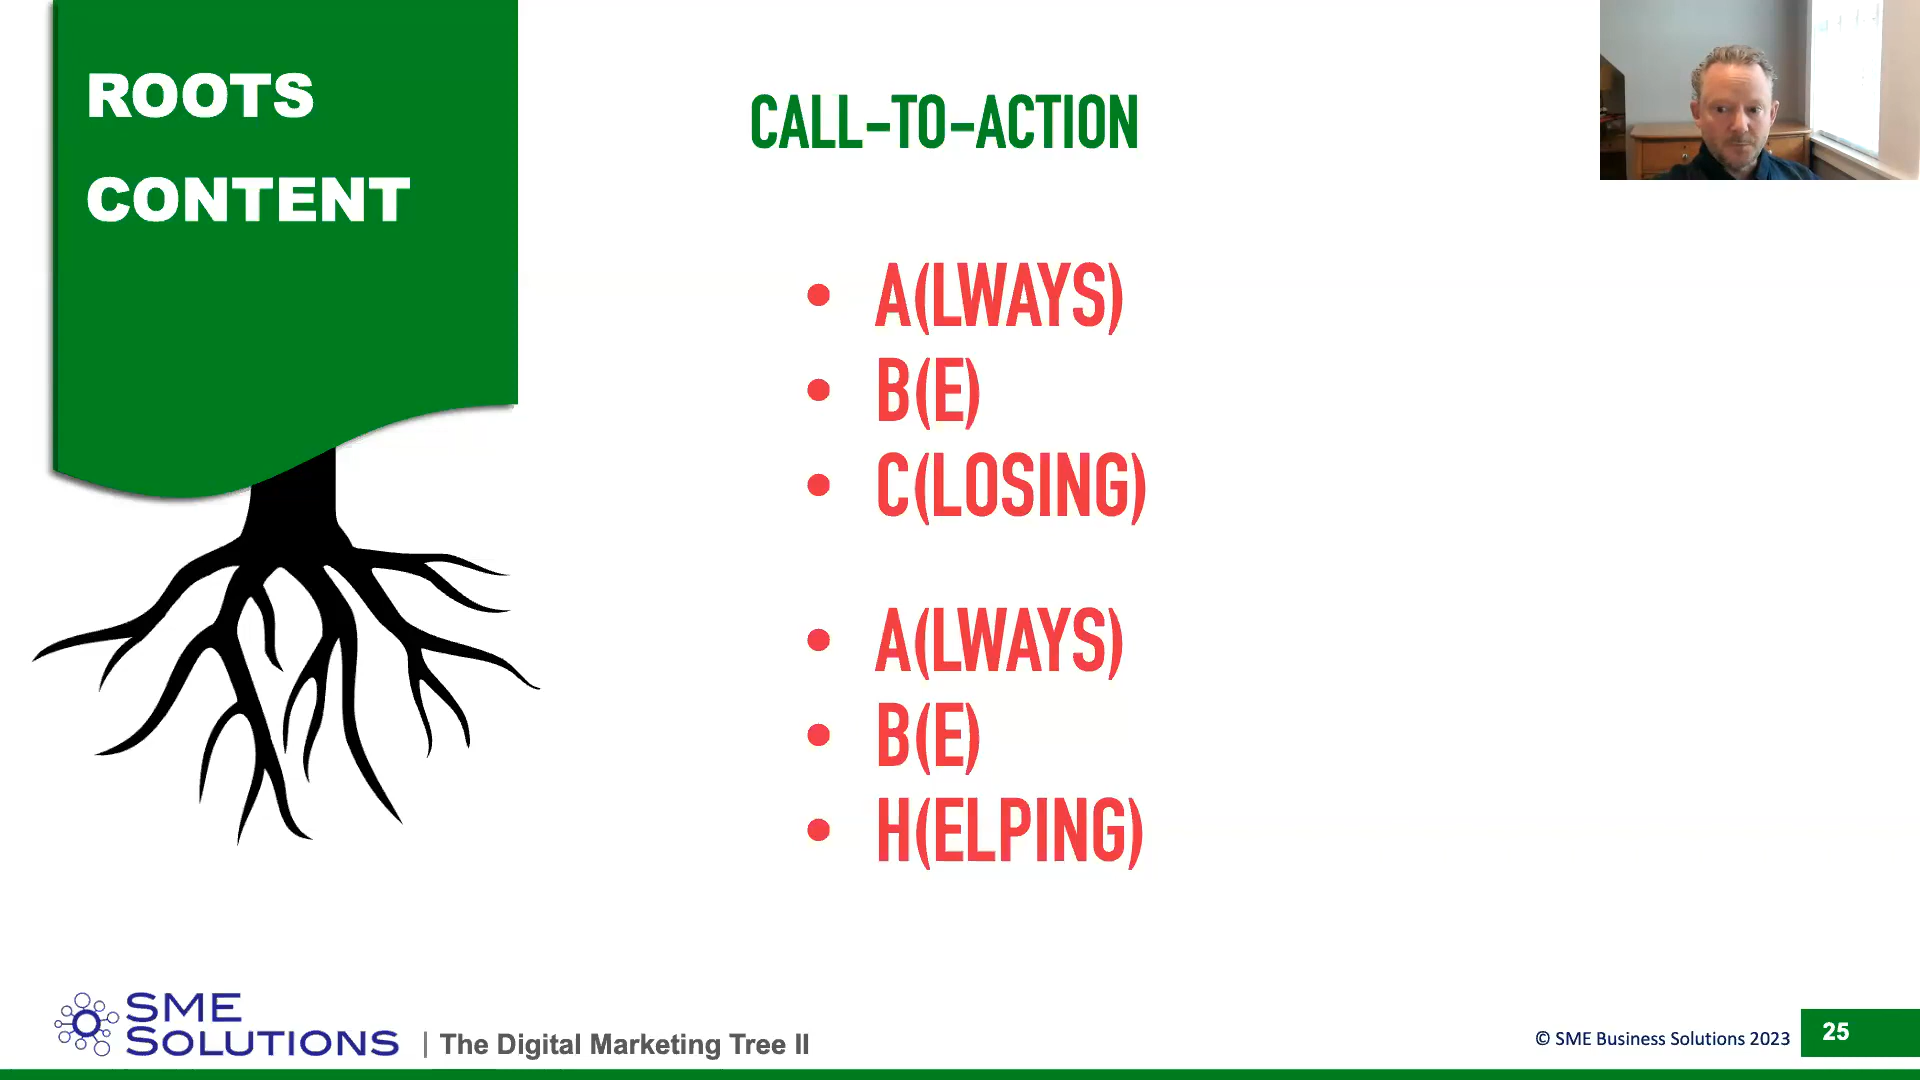 ROOTS
CONTENT
CALL-TO-ACTION
• A(LWAYS)
• B(E)
• C(LOSING)
• A(LWAYS)
• B(E)
• H(ELPING)
SME
SOLUTIONS
| The Digital Marketing Tree II
© SME Business Solutions 2023
25